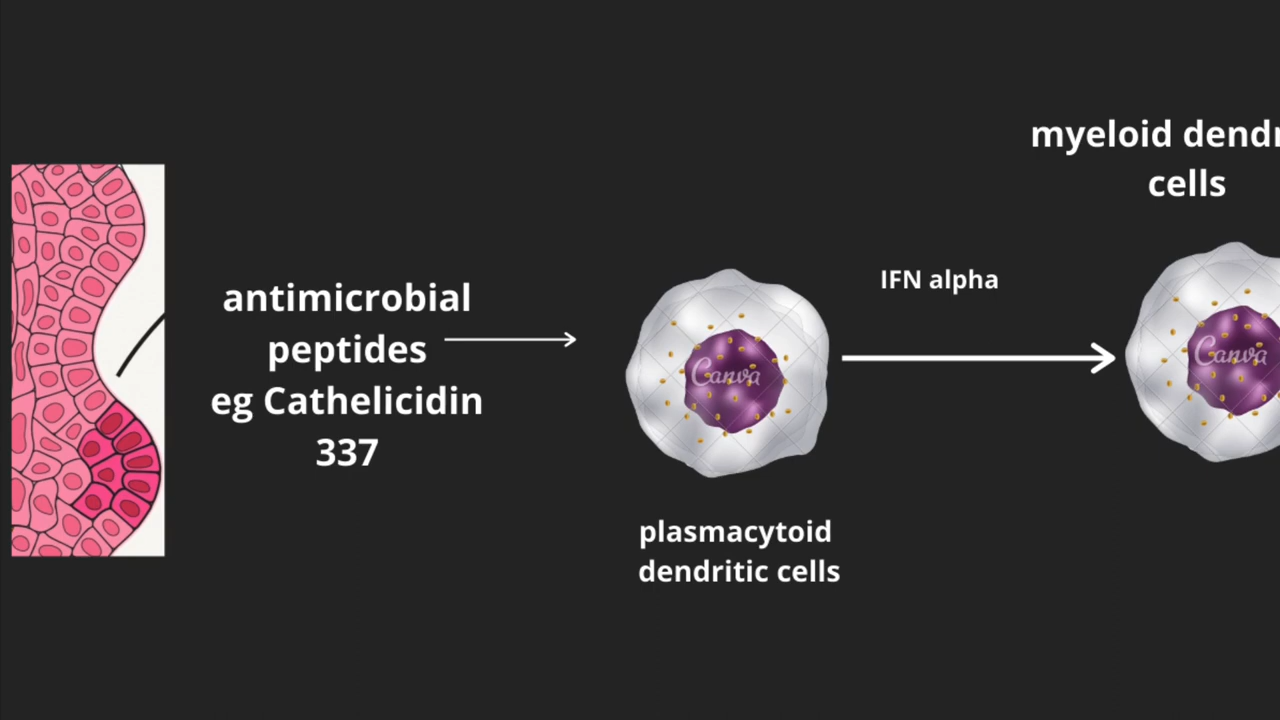 myeloid dendr
cells
IFN alpha
antimicrobial
peptides
eg Cathelicidin
337
Canva
Canva
plasmacytoid
dendritic cells